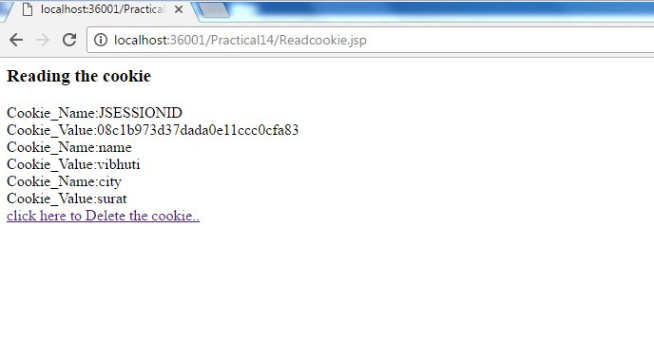 localhost:36001/Practical
localhost:36001/Practical14/Readcookie.jsp
Reading the cookie
Cookie_Name:JSESSIONID
Cookie_Value:08c1b973d37dada0e11ccc0cfa83
Cookie_Name:name
Cookie_Value:vibhuti
Cookie_Name:city
Cookie_Value:surat
click here to Delete the cookie..